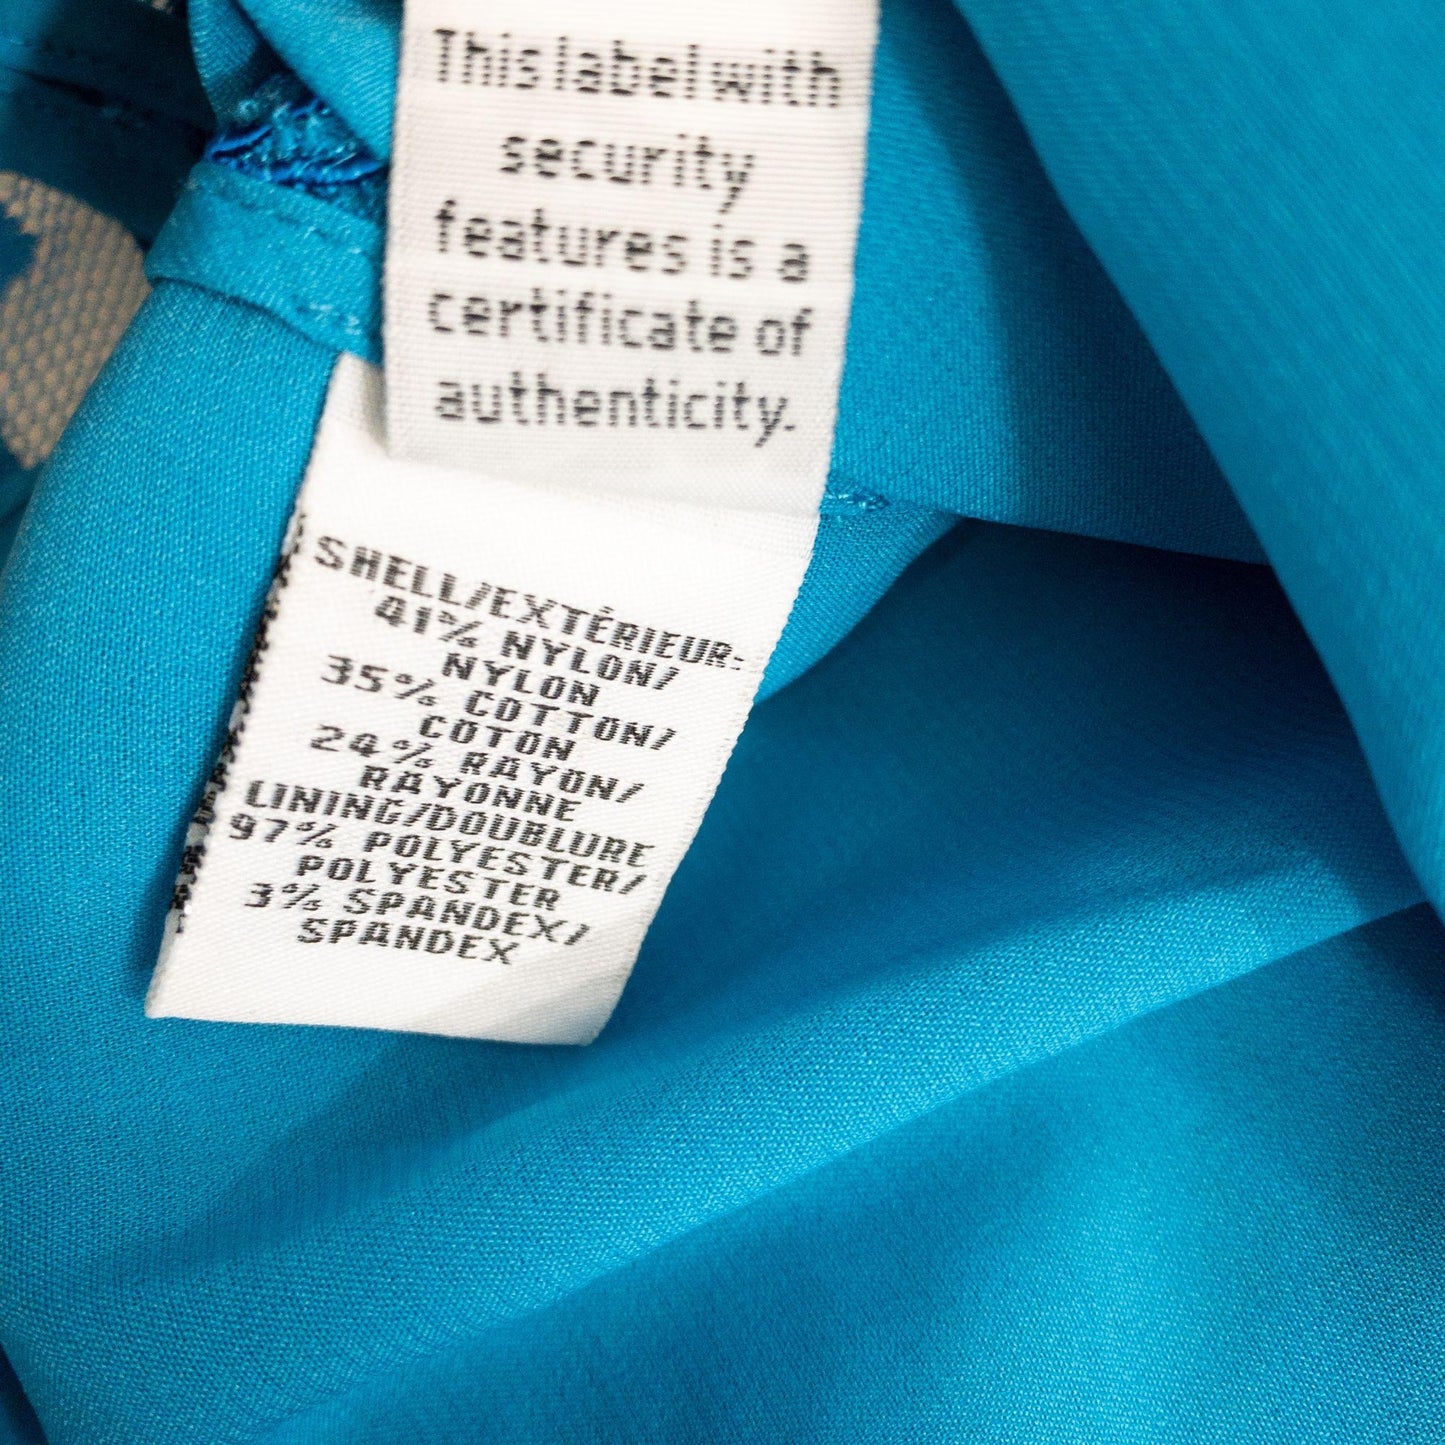 This label with
security
features is a
certificate of
authenticity.
SHELL/EXTÉRIEUR:
41% NYLON/
NYLON
35% COTTON/
COTON
24% RAYON/
RAYONNE
LINING/DOUBLURE
97% POLYESTER/
POLYESTER
3% SPANDEX/
SPANDEX